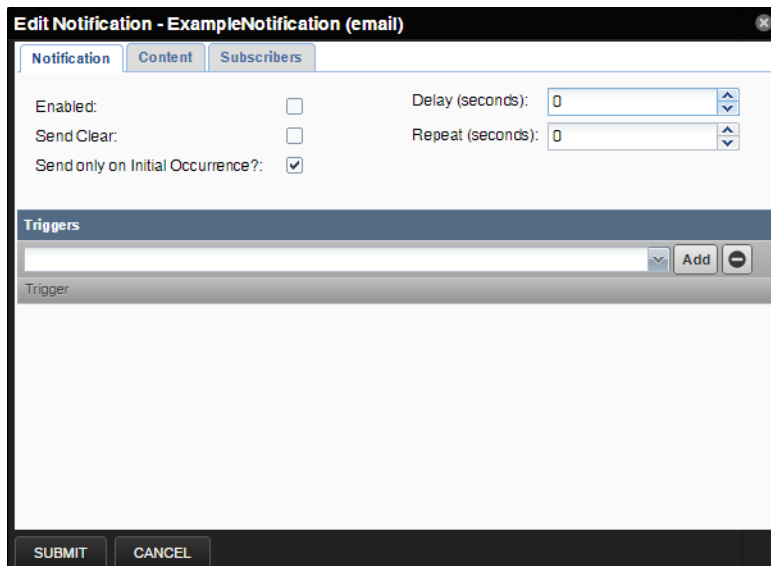 Edit Notification - ExampleNotification (email)
Notification Content Subscribers
Enabled: Delay (seconds): 0
Send Clear: Repeat (seconds): 0
Send only on Initial Occurrence?:
Triggers
Add
Trigger
SUBMIT CANCEL